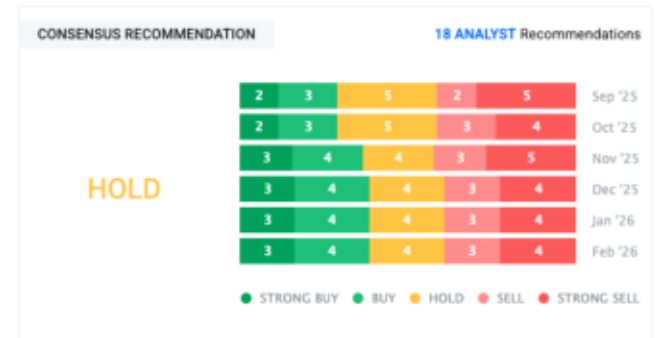 CONSENSUS RECOMMENDATION 18 ANALYST Recommendations
2 3 5 2 5 Sep '25
2 3 5 3 4 Oct '25
3 4 4 3 5 Nov '25
HOLD
3 4 4 3 4 Dec '25
3 4 4 3 4 Jan '26
3 4 4 3 4 Feb '26
STRONG BUY BUY HOLD SELL STRONG SELL